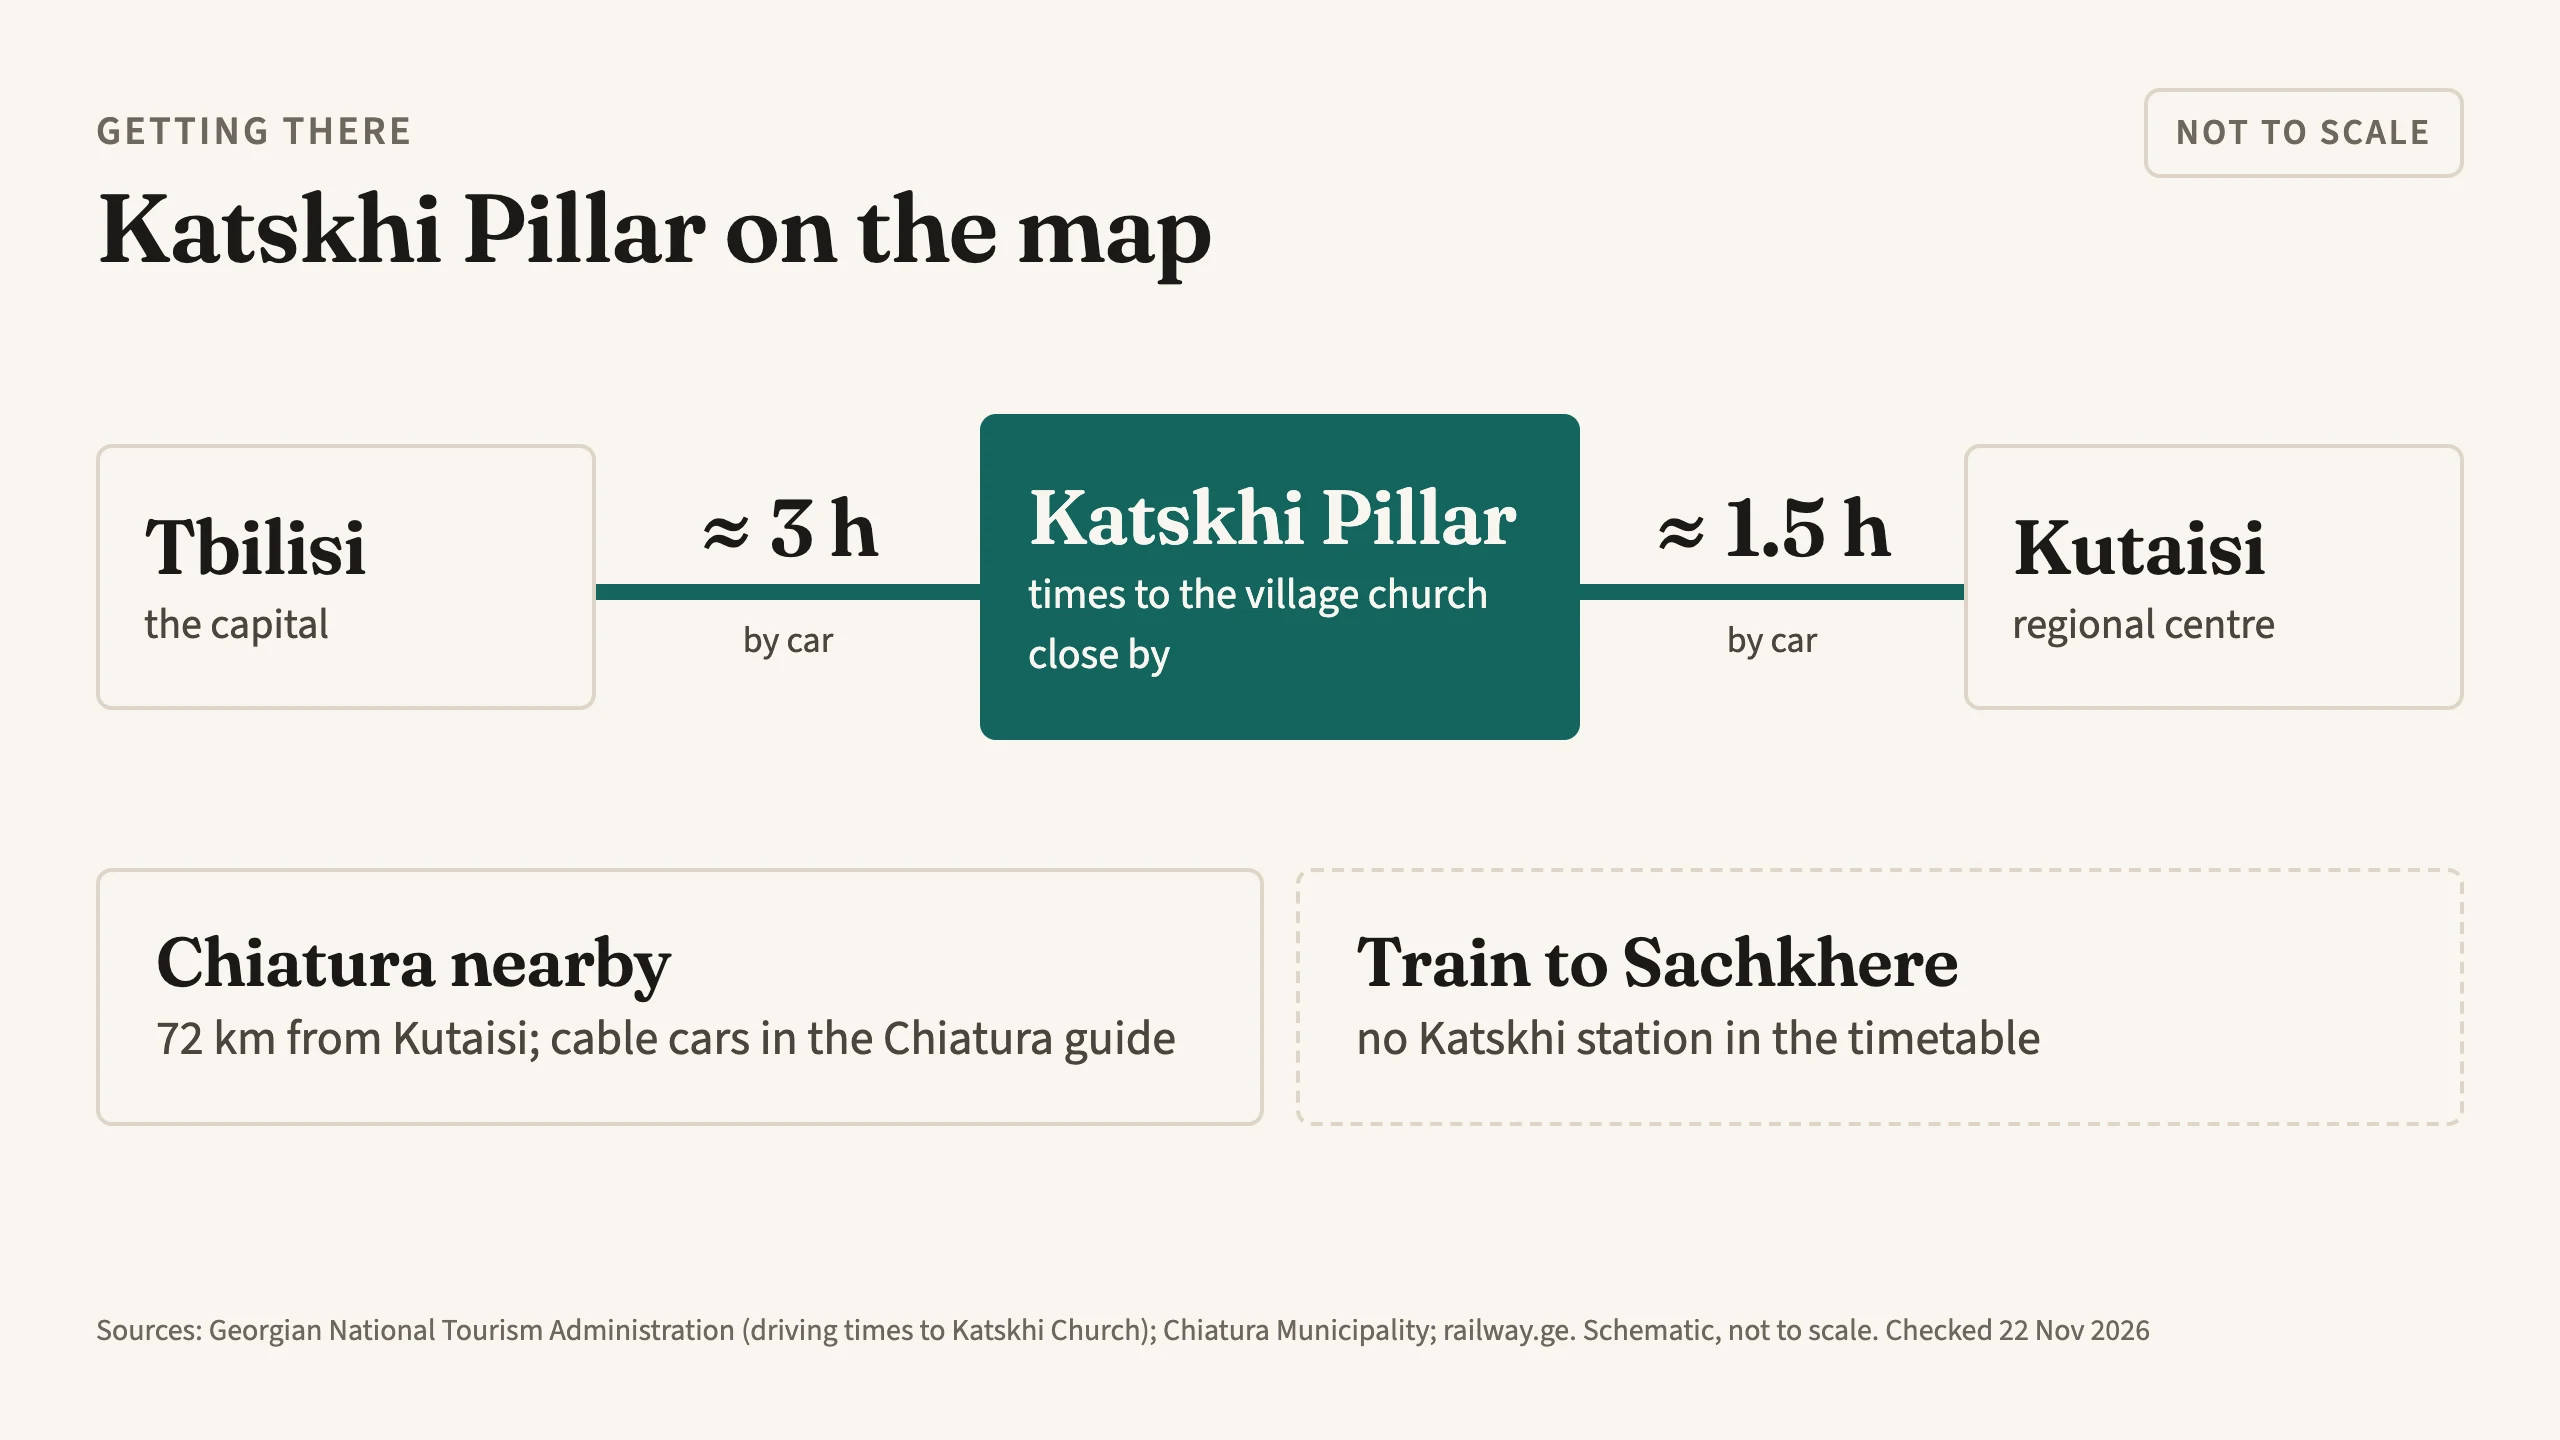 GETTING THERE
NOT TO SCALE
Katskhi Pillar on the map
Tbilisi
the capital
≈ 3 h
by car
Katskhi Pillar
times to the village church
close by
≈ 1.5 h
by car
Kutaisi
regional centre
Chiatura nearby
72 km from Kutaisi; cable cars in the Chiatura guide
Train to Sachkhere
no Katskhi station in the timetable
Sources: Georgian National Tourism Administration (driving times to Katskhi Church); Chiatura Municipality; railway.ge. Schematic, not to scale. Checked 22 Nov 2026